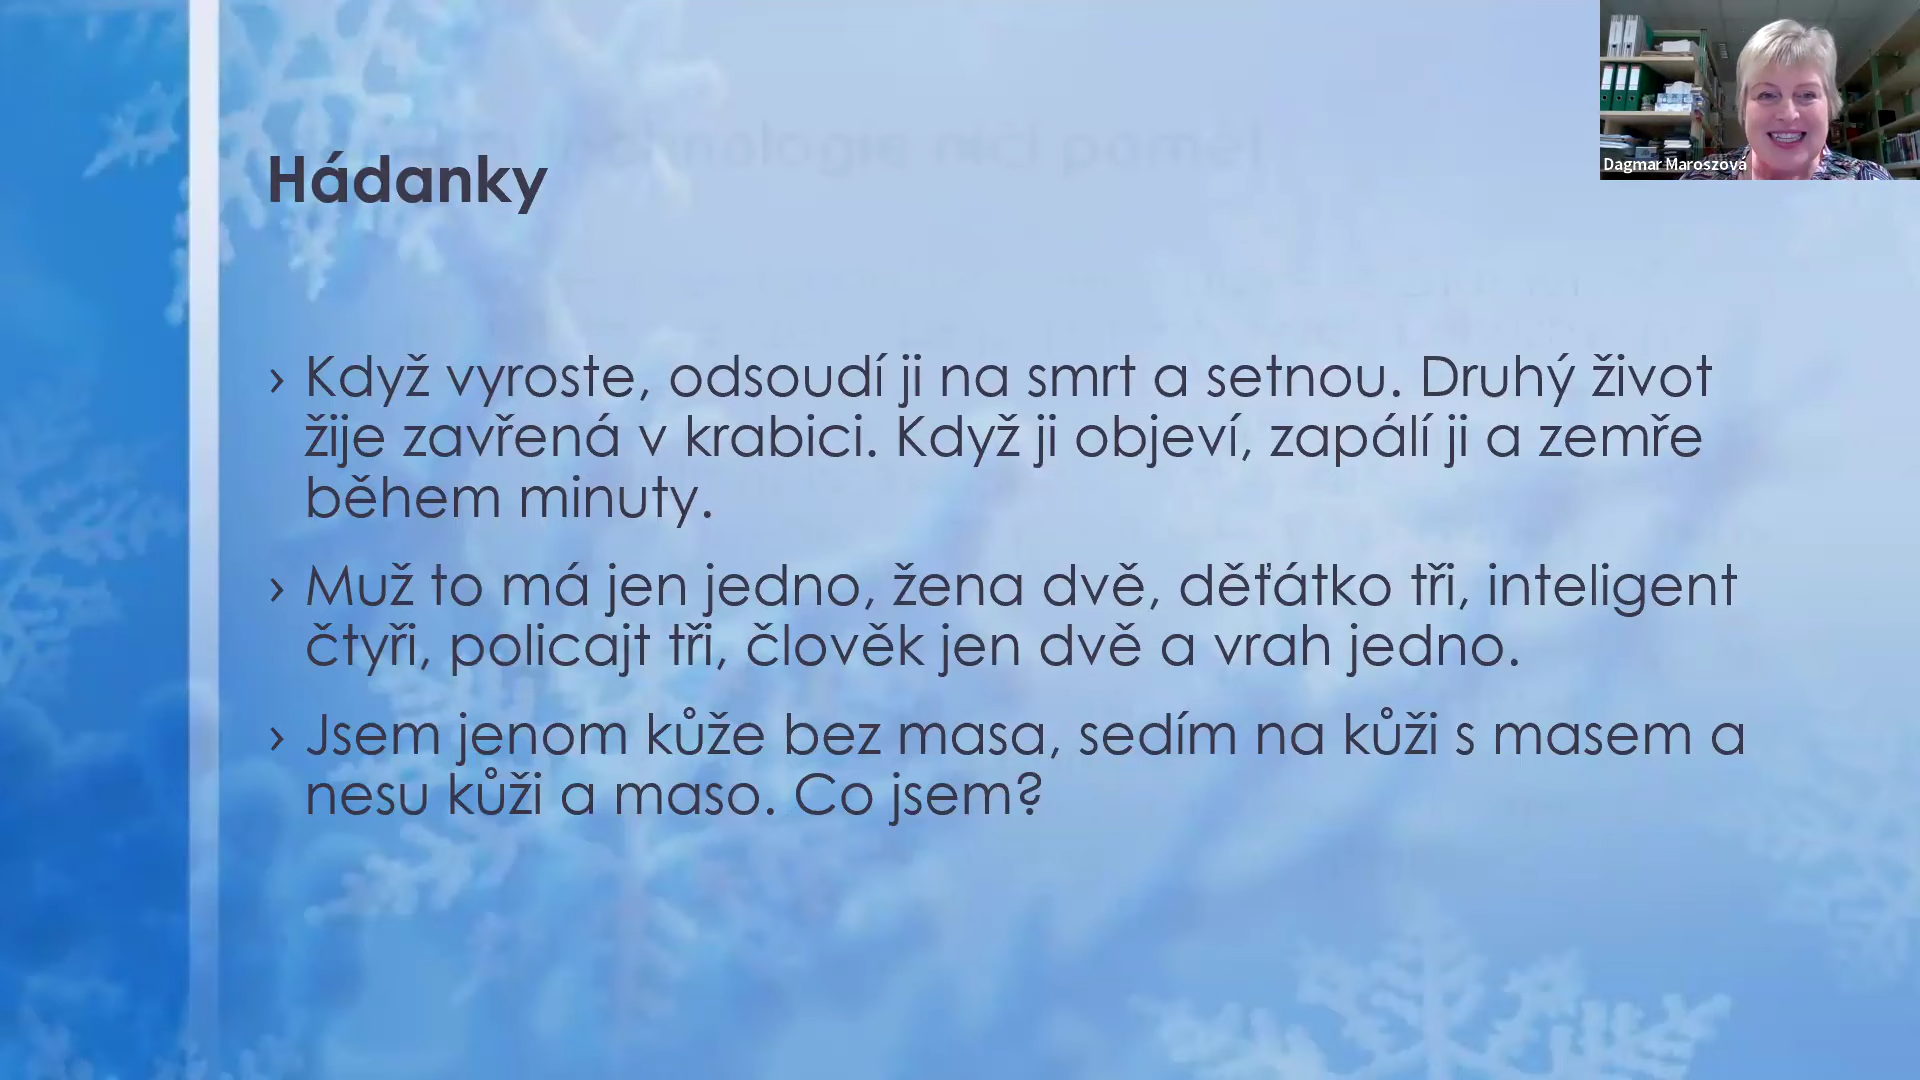 Hádanky
› Když vyroste, odsoudí ji na smrt a setnou. Druhý život
žije zavřená v krabici. Když ji objeví, zapálí ji a zemře
během minuty.
› Muž to má jen jedno, žena dvě, děťátko tři, inteligent
čtyři, policajt tři, člověk jen dvě a vrah jedno.
› Jsem jenom kůže bez masa, sedím na kůži s masem a
nesu kůži a maso. Co jsem?
Dagmar Maroszová